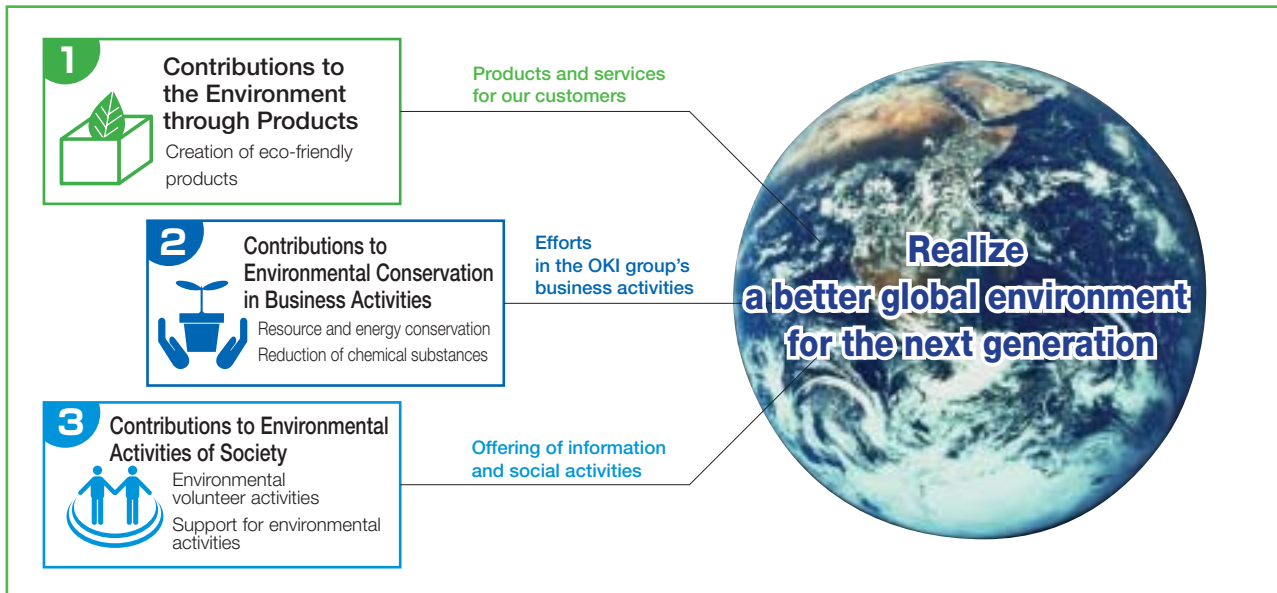 1
Contributions to
the Environment
through Products
Creation of eco-friendly
products
Products and services
for our customers
2
Contributions to
Environmental Conservation
in Business Activities
Resource and energy conservation
Reduction of chemical substances
Efforts
in the OKI group's
business activities
3
Contributions to Environmental
Activities of Society
Environmental
volunteer activities
Support for environmental
activities
Offering of information
and social activities
Realize
a better global environment
for the next generation